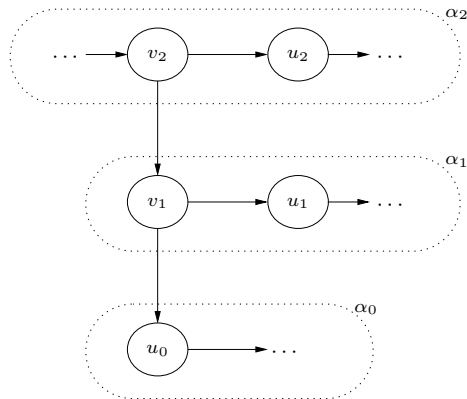 α₂
… v₂ u₂ …
α₁
v₁ u₁ …
α₀
u₀ …